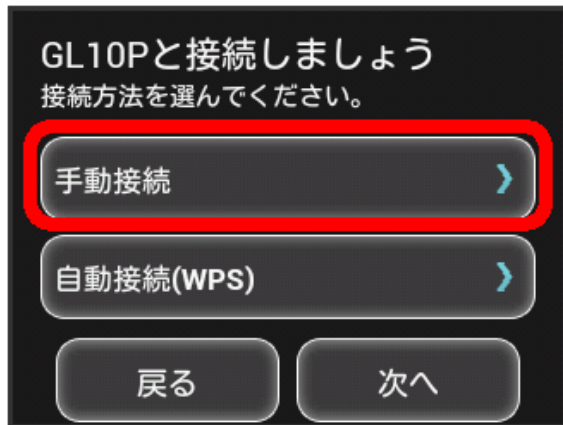 GL10Pと接続しましょう
接続方法を選んでください。
手動接続
自動接続(WPS)
戻る
次へ